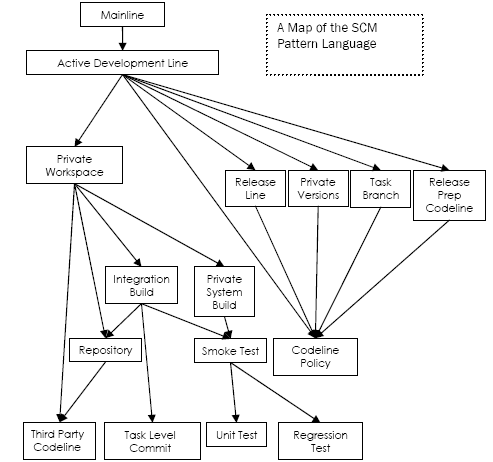 Mainline
A Map of the SCM
Pattern Language
Active Development Line
Private
Workspace
Release
Line
Private
Versions
Task
Branch
Release
Prep
Codeline
Integration
Build
Private
System
Build
Repository
Smoke Test
Codeline
Policy
Third Party
Codeline
Task Level
Commit
Unit Test
Regression
Test